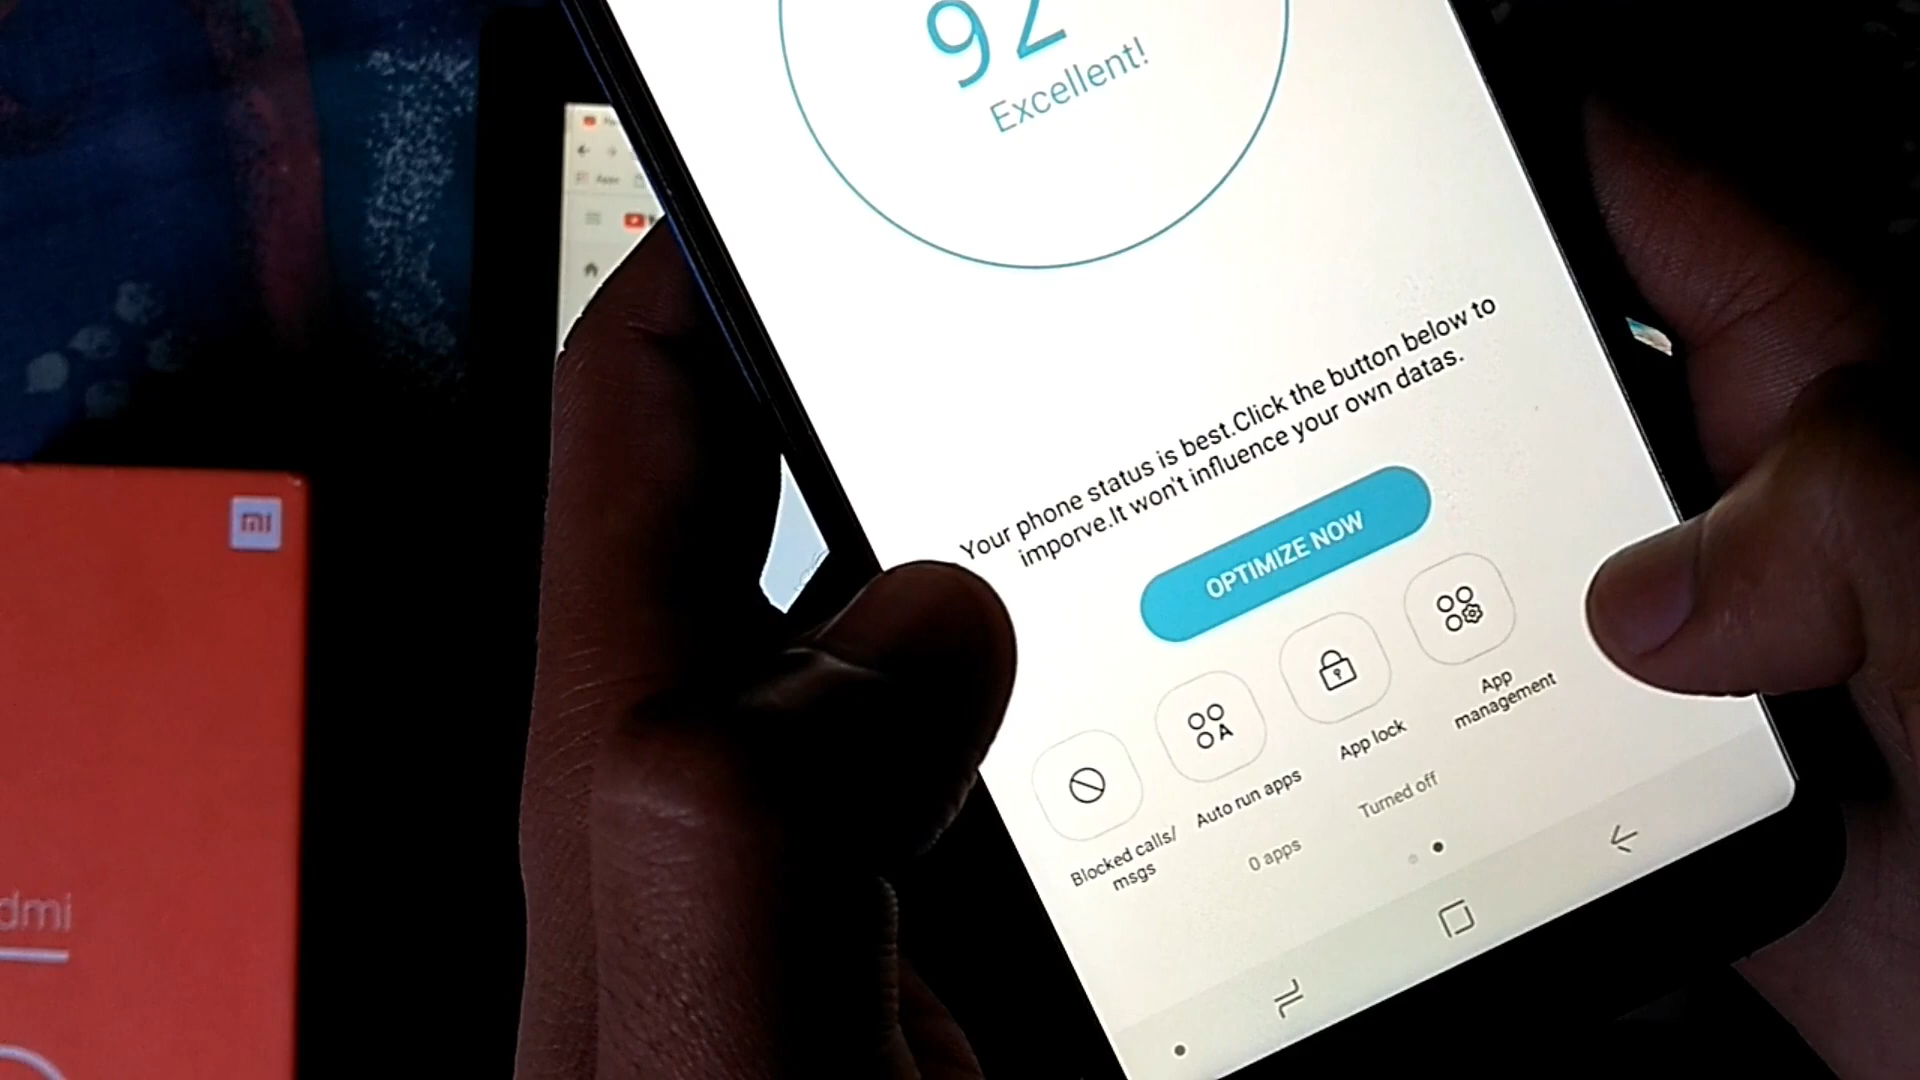 92
Excellent!
Your phone status is best.Click the button below to
imporve.It won't influence your own datas.
OPTIMIZE NOW
Blocked calls/
msgs
Auto run apps
0 apps
App lock
Turned off
App
management
Apps
mi
dmi